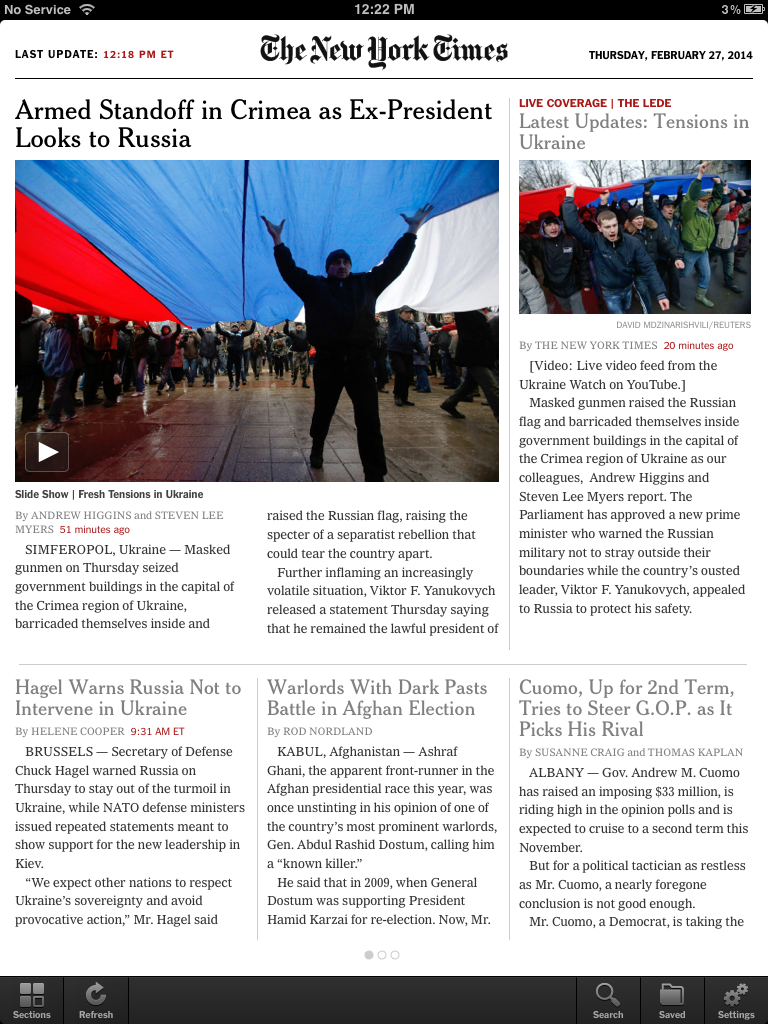 No Service
12:22 PM
3%
LAST UPDATE: 12:18 PM ET
The New York Times
THURSDAY, FEBRUARY 27, 2014
Armed Standoff in Crimea as Ex-President
Looks to Russia
Slide Show | Fresh Tensions in Ukraine
By ANDREW HIGGINS and STEVEN LEE
MYERS 51 minutes ago
SIMFEROPOL, Ukraine — Masked
gunmen on Thursday seized
government buildings in the capital of
the Crimea region of Ukraine,
barricaded themselves inside and
raised the Russian flag, raising the
specter of a separatist rebellion that
could tear the country apart.
Further inflaming an increasingly
volatile situation, Viktor F. Yanukovych
released a statement Thursday saying
that he remained the lawful president of
LIVE COVERAGE | THE LEDE
Latest Updates: Tensions in
Ukraine
DAVID MDZINARISHVILI/REUTERS
By THE NEW YORK TIMES 20 minutes ago
[Video: Live video feed from the
Ukraine Watch on YouTube.]
Masked gunmen raised the Russian
flag and barricaded themselves inside
government buildings in the capital of
the Crimea region of Ukraine as our
colleagues, Andrew Higgins and
Steven Lee Myers report. The
Parliament has approved a new prime
minister who warned the Russian
military not to stray outside their
boundaries while the country's ousted
leader, Viktor F. Yanukovych, appealed
to Russia to protect his safety.
Hagel Warns Russia Not to
Intervene in Ukraine
By HELENE COOPER 9:31 AM ET
BRUSSELS — Secretary of Defense
Chuck Hagel warned Russia on
Thursday to stay out of the turmoil in
Ukraine, while NATO defense ministers
issued repeated statements meant to
show support for the new leadership in
Kiev.
“We expect other nations to respect
Ukraine's sovereignty and avoid
provocative action,” Mr. Hagel said
Warlords With Dark Pasts
Battle in Afghan Election
By ROD NORDLAND
KABUL, Afghanistan — Ashraf
Ghani, the apparent front-runner in the
Afghan presidential race this year, was
once unstinting in his opinion of one of
the country's most prominent warlords,
Gen. Abdul Rashid Dostum, calling him
a “known killer.”
He said that in 2009, when General
Dostum was supporting President
Hamid Karzai for re-election. Now, Mr.
Cuomo, Up for 2nd Term,
Tries to Steer G.O.P. as It
Picks His Rival
By SUSANNE CRAIG and THOMAS KAPLAN
ALBANY — Gov. Andrew M. Cuomo
has raised an imposing $33 million, is
riding high in the opinion polls and is
expected to cruise to a second term this
November.
But for a political tactician as restless
as Mr. Cuomo, a nearly foregone
conclusion is not good enough.
Mr. Cuomo, a Democrat, is taking the
Sections
Refresh
Search
Saved
Settings